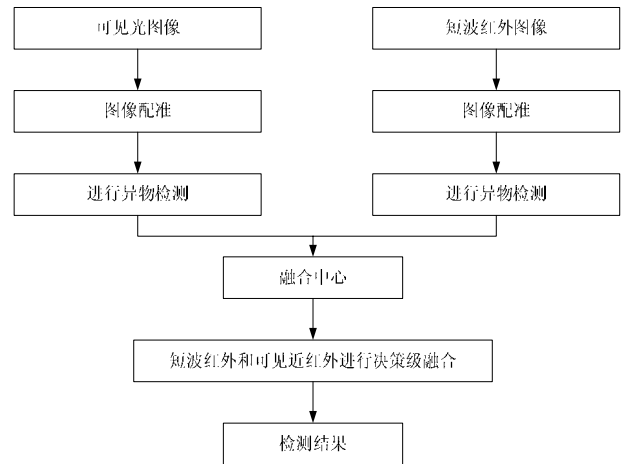 可见光图像
短波红外图像
图像配准
图像配准
进行异物检测
进行异物检测
融合中心
短波红外和可见近红外进行决策级融合
检测结果